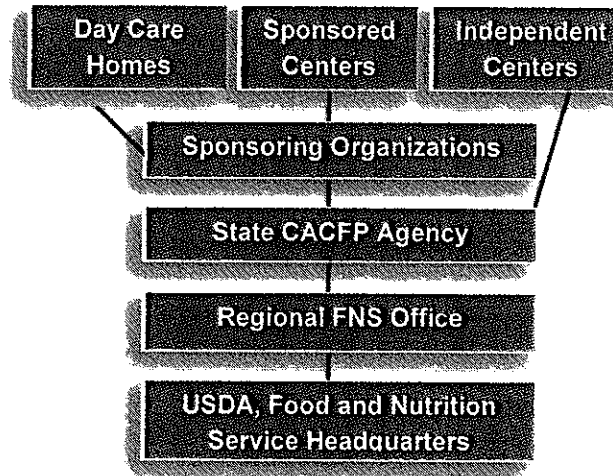 Day Care
Homes
Sponsored
Centers
Independent
Centers
Sponsoring Organizations
State CACFP Agency
Regional FNS Office
USDA, Food and Nutrition
Service Headquarters